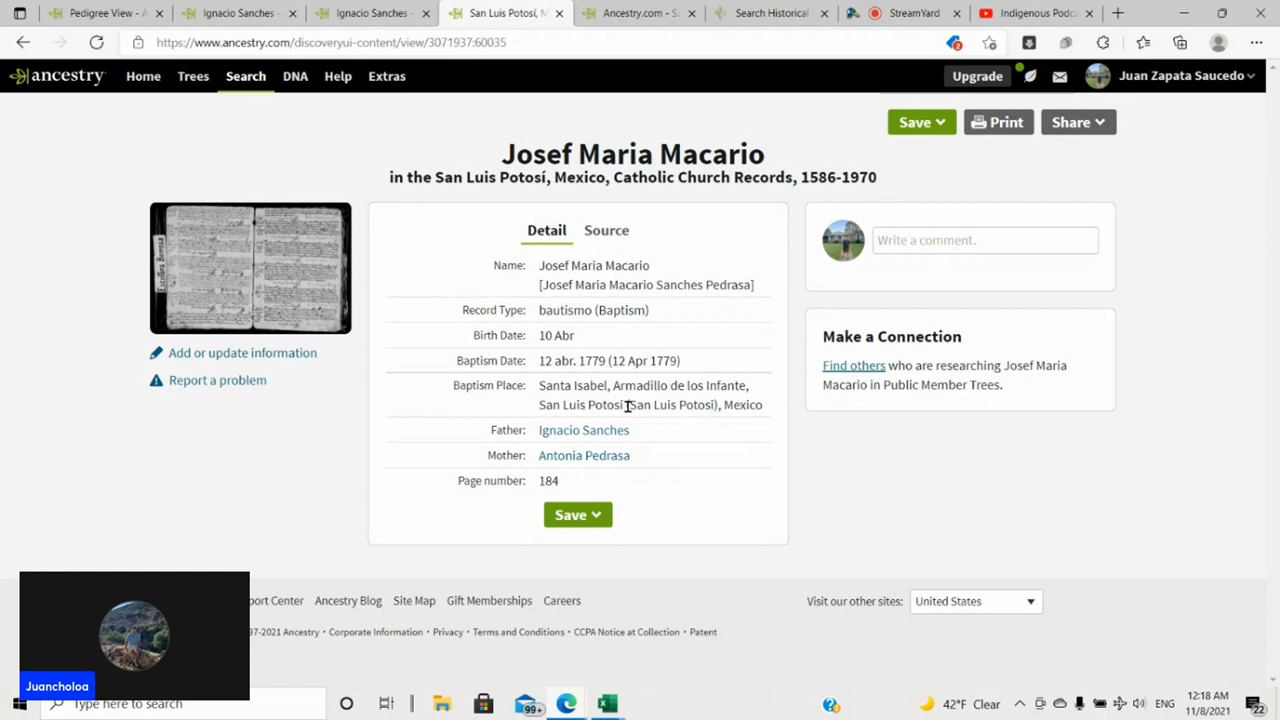 Pedigree View - A
Ignacio Sanches -
Ignacio Sanches -
San Luis Potosí, M
Ancestry.com - S
Search Historical
StreamYard
Indigenous Podc
https://www.ancestry.com/discoveryui-content/view/3071937:60035
2
ancestry
Home Trees Search DNA Help Extras
Upgrade
Juan Zapata Saucedo
Save Print Share
Josef Maria Macario
in the San Luis Potosí, Mexico, Catholic Church Records, 1586-1970
Detail Source
Name: Josef Maria Macario
[Josef Maria Macario Sanches Pedrasa]
Record Type: bautismo (Baptism)
Birth Date: 10 Abr
Baptism Date: 12 abr. 1779 (12 Apr 1779)
Baptism Place: Santa Isabel, Armadillo de los Infante,
San Luis Potosí (San Luis Potosi), Mexico
Father: Ignacio Sanches
Mother: Antonia Pedrasa
Page number: 184
Save
Add or update information
Report a problem
Write a comment.
Make a Connection
Find others who are researching Josef Maria
Macario in Public Member Trees.
port Center Ancestry Blog Site Map Gift Memberships Careers
Visit our other sites: United States
97-2021 Ancestry • Corporate Information • Privacy • Terms and Conditions • CCPA Notice at Collection • Patent
Juancholoa
Type here to search
99+
42°F Clear
ENG
12:18 AM
11/8/2021
22